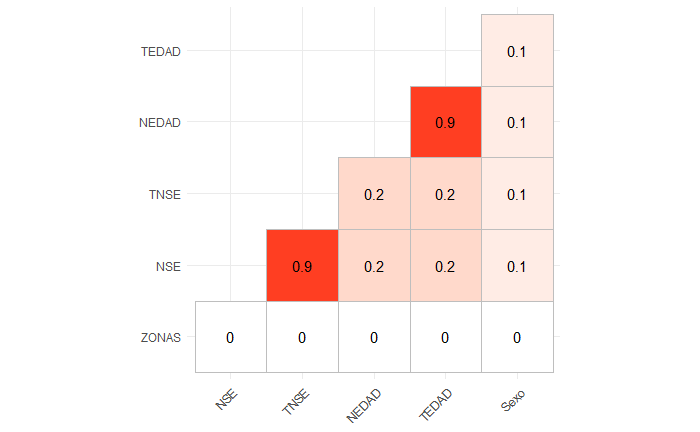 TEDAD 0.1
NEDAD 0.9 0.1
TNSE 0.2 0.2 0.1
NSE 0.9 0.2 0.2 0.1
ZONAS 0 0 0 0 0
NSE TNSE NEDAD TEDAD Sexo